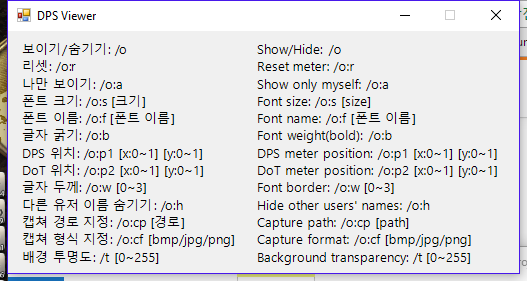 DPS Viewer
보이기/숨기기: /o
리셋: /o:r
나만 보이기: /o:a
폰트 크기: /o:s [크기]
폰트 이름: /o:f [폰트 이름]
글자 굵기: /o:b
DPS 위치: /o:p1 [x:0~1] [y:0~1]
DoT 위치: /o:p2 [x:0~1] [y:0~1]
글자 두께: /o:w [0~3]
다른 유저 이름 숨기기 : /o:h
캡쳐 경로 지정: /o:cp [경로]
캡쳐 형식 지정: /o:cf [bmp/jpg/png]
배경 투명도: /t [0~255]
Show/Hide: /o
Reset meter: /o:r
Show only myself: /o:a
Font size: /o:s [size]
Font name: /o:f [폰트 이름]
Font weight(bold): /o:b
DPS meter position: /o:p1 [x:0~1] [y:0~1]
DoT meter position: /o:p2 [x:0~1] [y:0~1]
Font border: /o:w [0~3]
Hide other users' names: /o:h
Capture path: /o:cp [path]
Capture format: /o:cf [bmp/jpg/png]
Background transparency: /t [0~255]